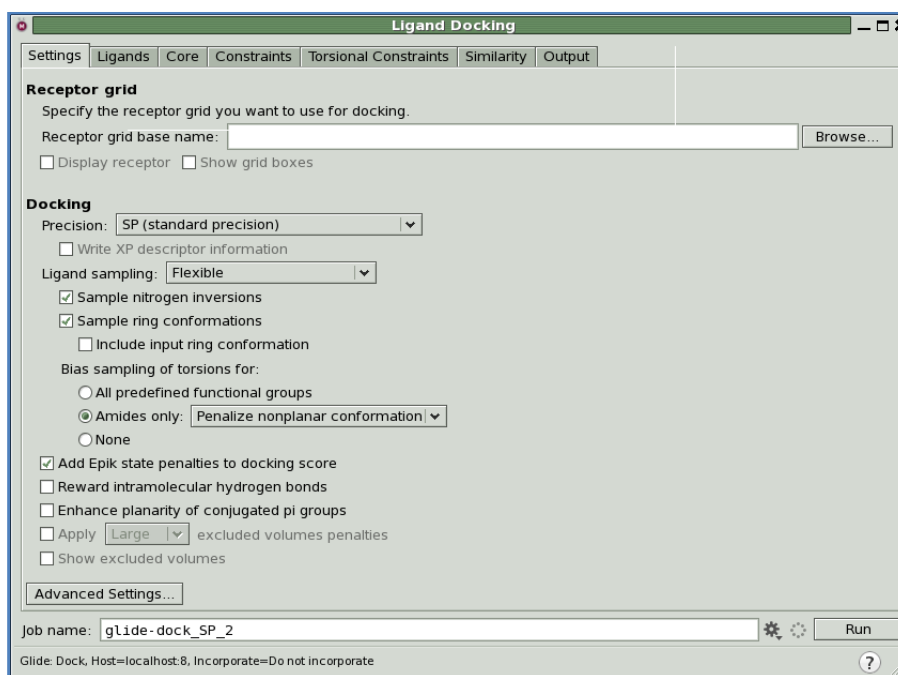 Ligand Docking
Settings Ligands Core Constraints Torsional Constraints Similarity Output
Receptor grid
Specify the receptor grid you want to use for docking.
Receptor grid base name: Browse...
Display receptor Show grid boxes
Docking
Precision: SP (standard precision)
Write XP descriptor information
Ligand sampling: Flexible
Sample nitrogen inversions
Sample ring conformations
Include input ring conformation
Bias sampling of torsions for:
All predefined functional groups
Amides only: Penalize nonplanar conformation
None
Add Epik state penalties to docking score
Reward intramolecular hydrogen bonds
Enhance planarity of conjugated pi groups
Apply Large excluded volumes penalties
Show excluded volumes
Advanced Settings...
Job name: glide-dock_SP_2 Run
Glide: Dock, Host=localhost:8, Incorporate=Do not incorporate ?